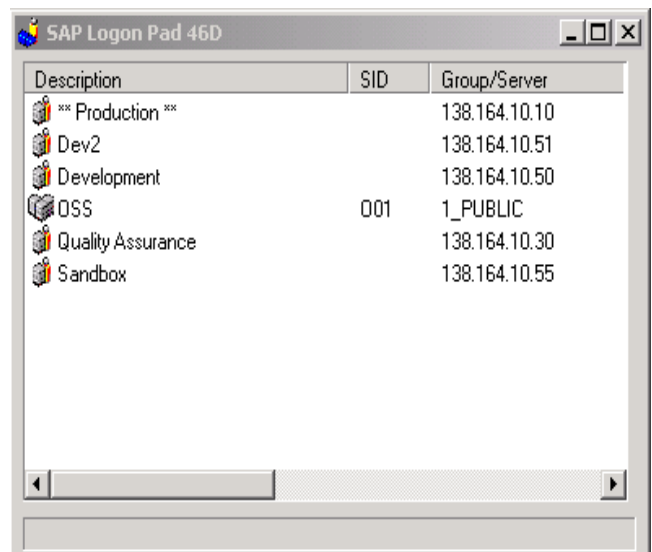 SAP Logon Pad 46D
Description SID Group/Server
** Production ** 138.164.10.10
Dev2 138.164.10.51
Development 138.164.10.50
OSS O01 1_PUBLIC
Quality Assurance 138.164.10.30
Sandbox 138.164.10.55